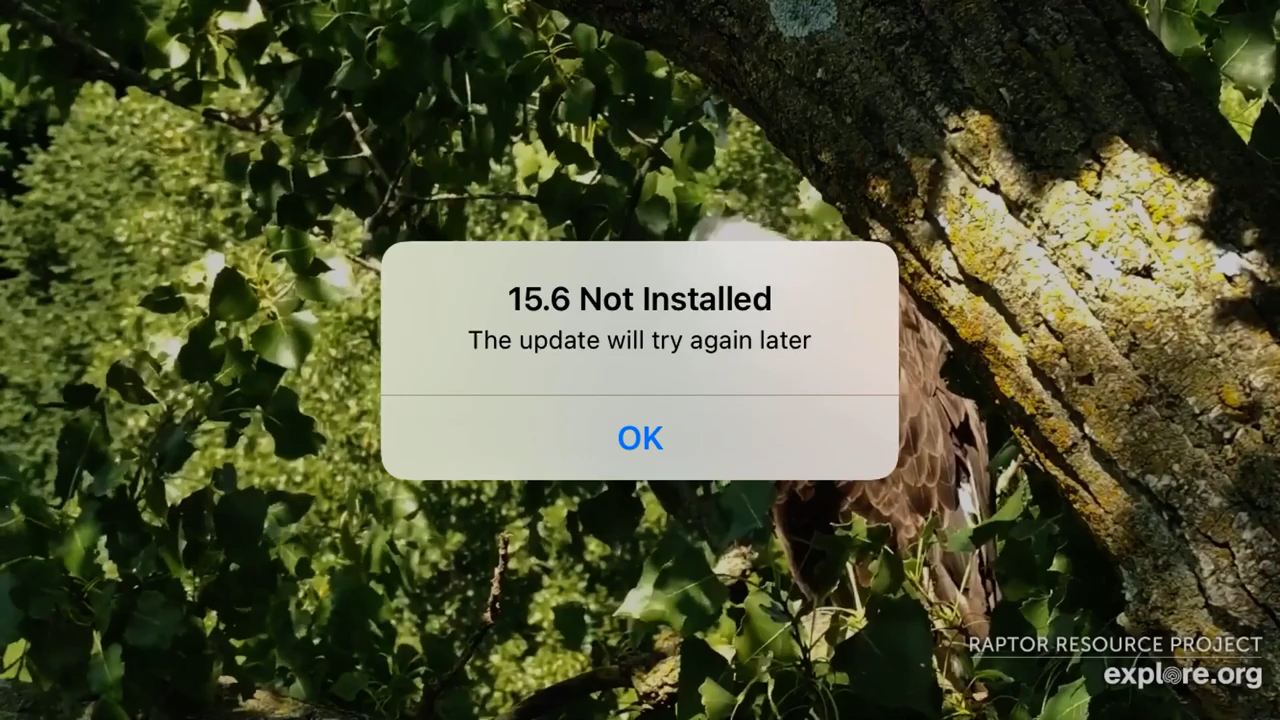 15.6 Not Installed
The update will try again later
OK
RAPTOR RESOURCE PROJECT
explore.org